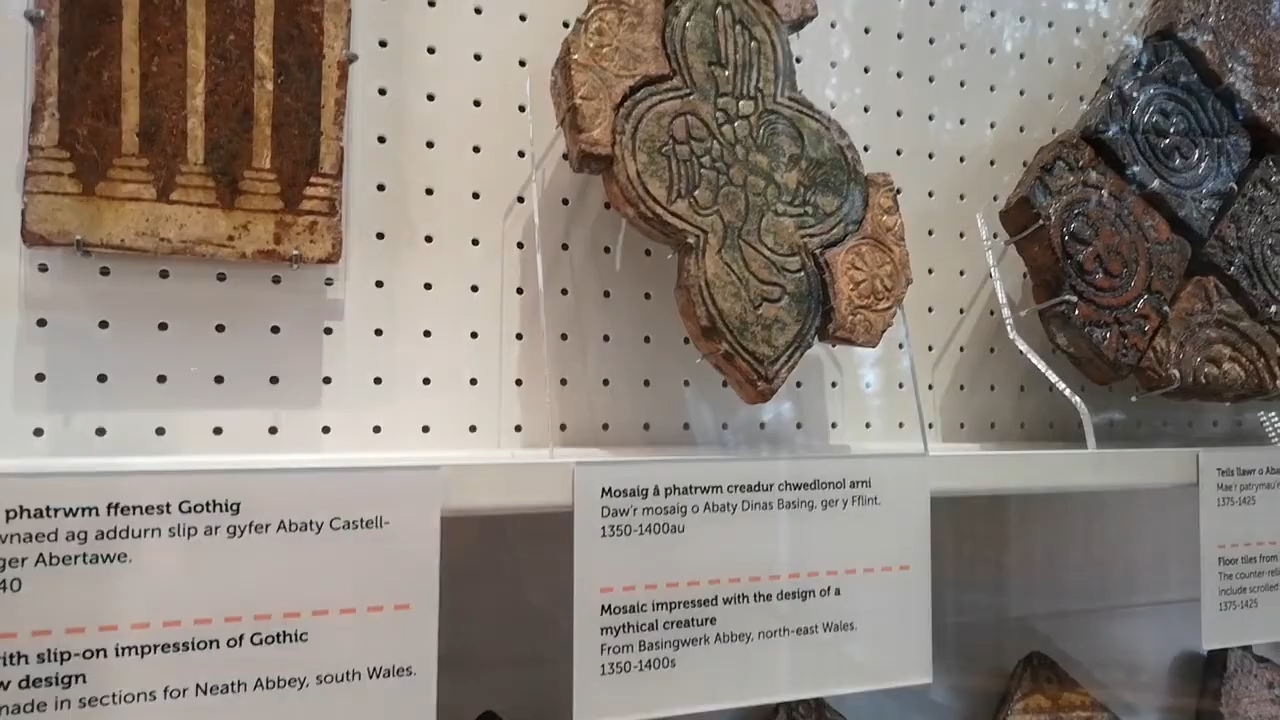 phatrwm ffenest Gothig
wnaed ag addurn slip ar gyfer Abaty Castell-
ger Abertawe.
40
ith slip-on impression of Gothic
w design
made in sections for Neath Abbey, south Wales.
Mosaig â phatrwm creadur chwedlonol arni
Daw'r mosaig o Abaty Dinas Basing, ger y Fflint.
1350-1400au
Mosaic impressed with the design of a
mythical creature
From Basingwerk Abbey, north-east Wales.
1350-1400s
Teils llawr o Aba
Mae'r patrymau'
1375-1425
Floor tiles from
The counter-reli
include scrolled
1375-1425